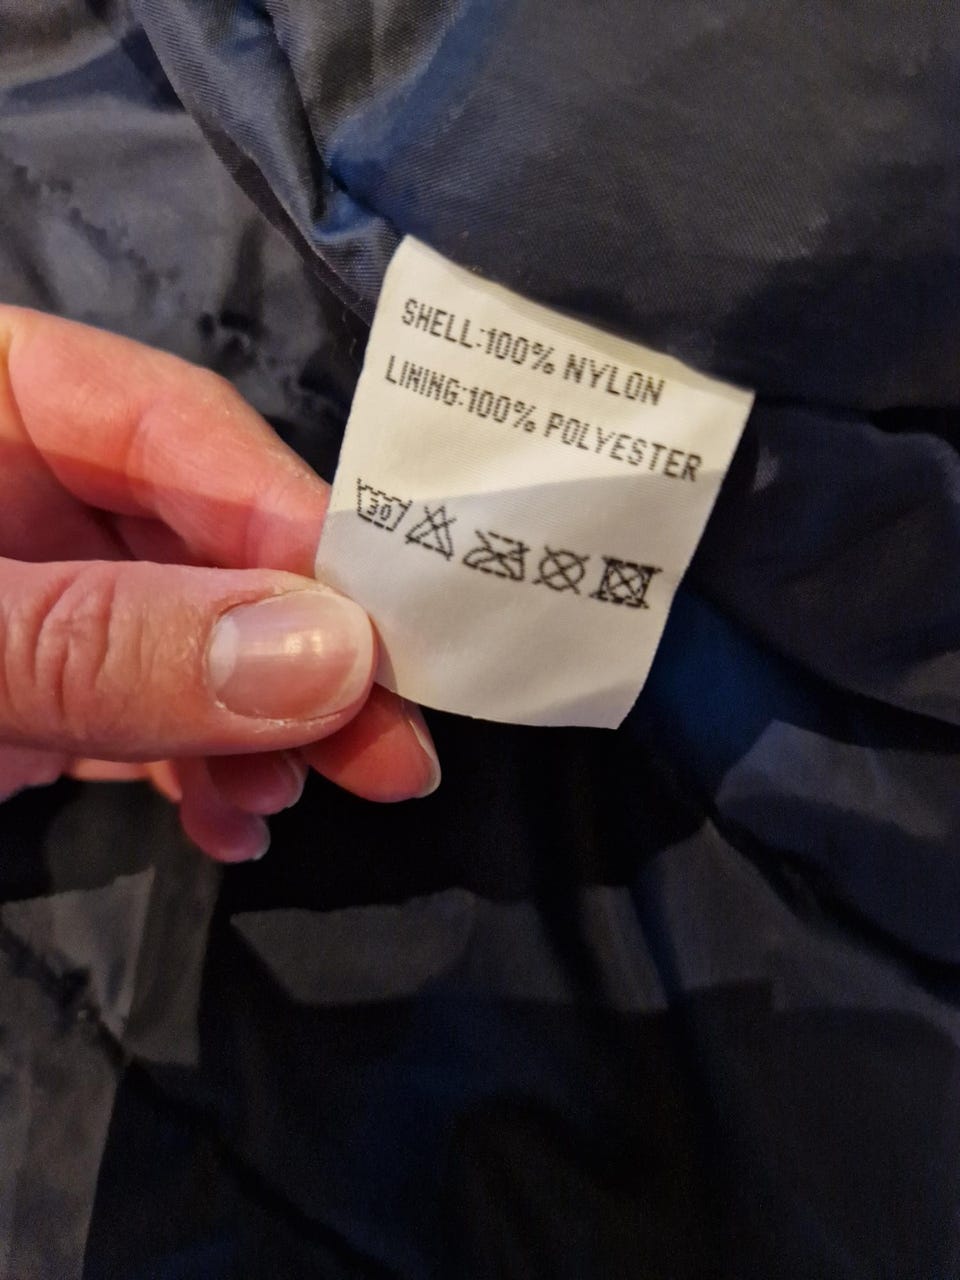 SHELL:100% NYLON
LINING:100% POLYESTER
30